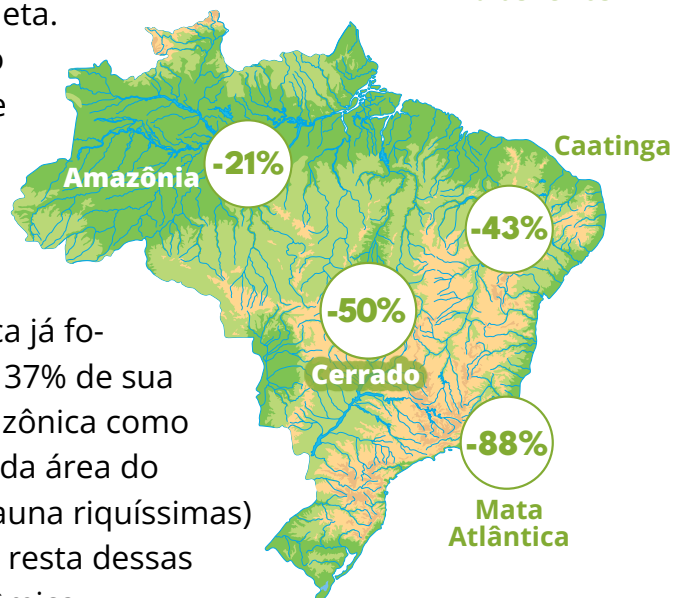 eta.
o
e
ca já fo-
37% de sua
zônica como
da área do
auna riquíssimas)
resta dessas
Amazônia
-21%
Caatinga
-43%
-50%
Cerrado
-88%
Mata
Atlântica